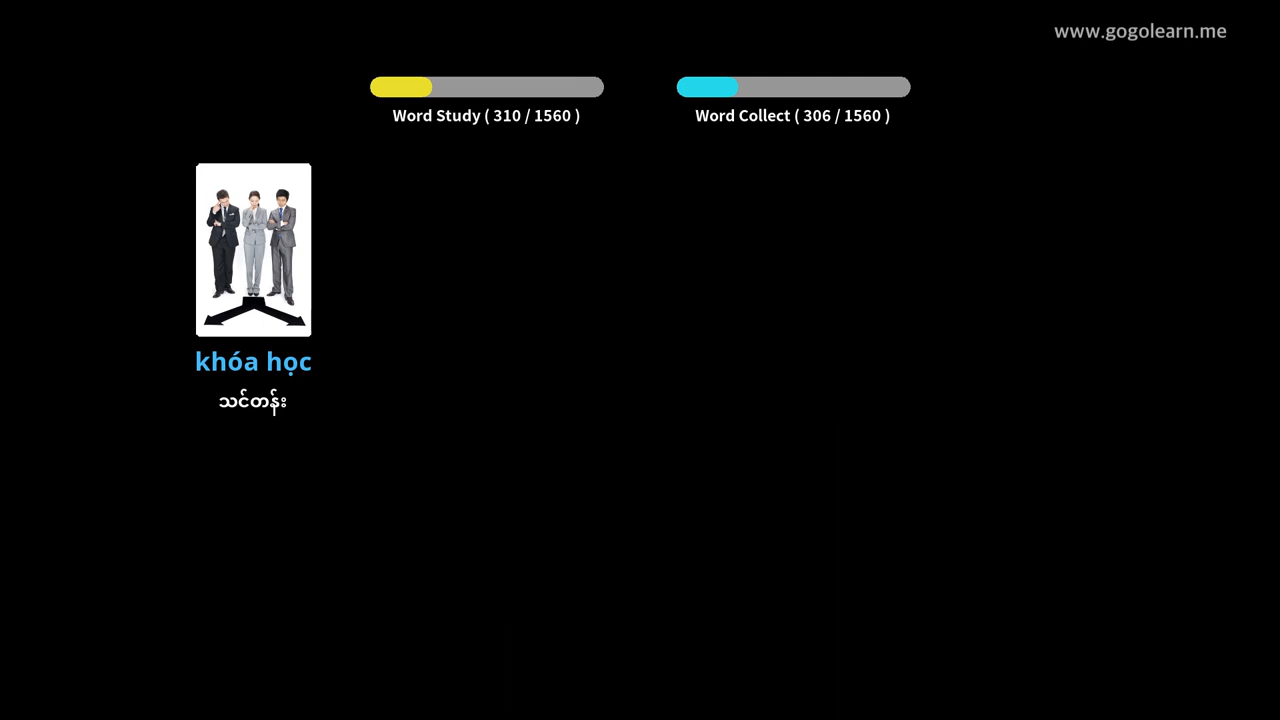 www.gogolearn.me
Word Study ( 310 / 1560 )
Word Collect ( 306 / 1560 )
khóa học
သင်တန်း